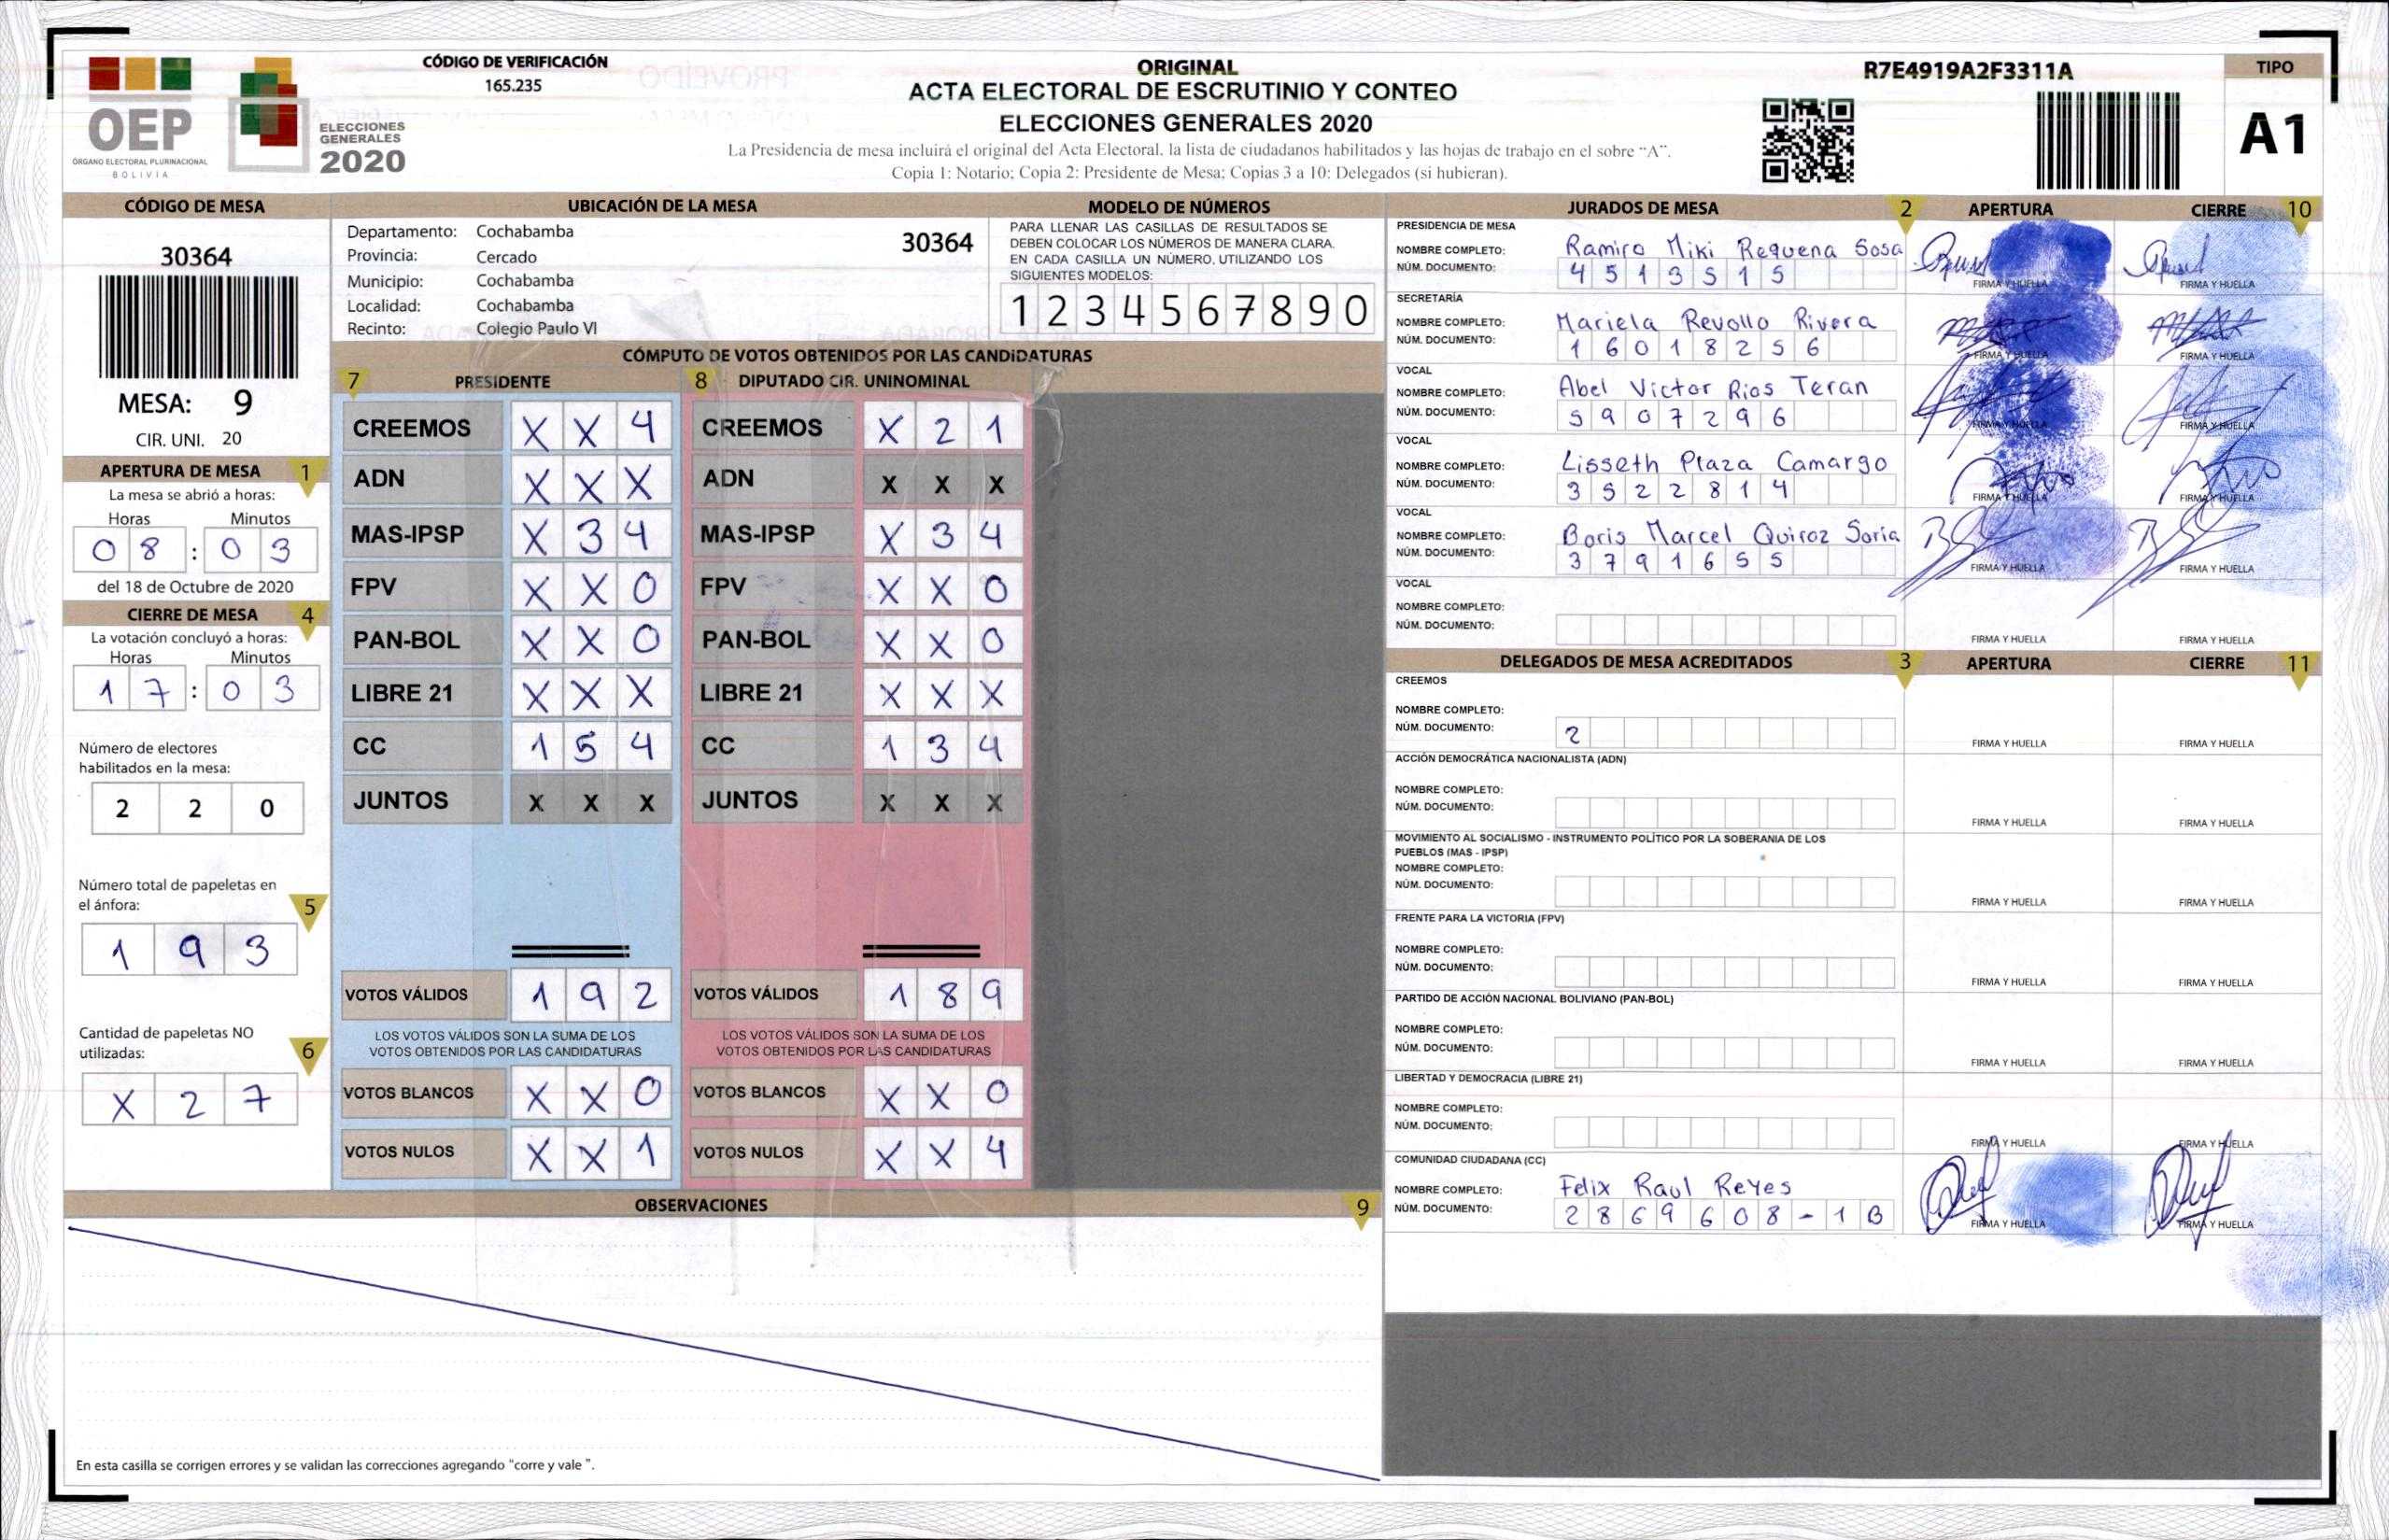 OEP
ÓRGANO ELECTORAL PLURINACIONAL
BOLIVIA
ELECCIONES
GENERALES
2020
CÓDIGO DE VERIFICACIÓN
165.235
ORIGINAL
ACTA ELECTORAL DE ESCRUTINIO Y CONTEO
ELECCIONES GENERALES 2020
La Presidencia de mesa incluirá el original del Acta Electoral, la lista de ciudadanos habilitados y las hojas de trabajo en el sobre “A”.
Copia 1: Notario; Copia 2: Presidente de Mesa; Copias 3 a 10: Delegados (si hubieran).
R7E4919A2F3311A
TIPO
A1
CÓDIGO DE MESA
30364
MESA: 9
CIR. UNI. 20
APERTURA DE MESA 1
La mesa se abrió a horas:
Horas Minutos
0 8 : 0 3
del 18 de Octubre de 2020
CIERRE DE MESA 4
La votación concluyó a horas:
Horas Minutos
1 7 : 0 3
Número de electores
habilitados en la mesa:
2 2 0
Número total de papeletas en
el ánfora: 5
1 9 3
Cantidad de papeletas NO
utilizadas: 6
X 2 7
UBICACIÓN DE LA MESA
Departamento: Cochabamba 30364
Provincia: Cercado
Municipio: Cochabamba
Localidad: Cochabamba
Recinto: Colegio Paulo VI
MODELO DE NÚMEROS
PARA LLENAR LAS CASILLAS DE RESULTADOS SE
DEBEN COLOCAR LOS NÚMEROS DE MANERA CLARA.
EN CADA CASILLA UN NÚMERO, UTILIZANDO LOS
SIGUIENTES MODELOS:
1 2 3 4 5 6 7 8 9 0
CÓMPUTO DE VOTOS OBTENIDOS POR LAS CANDIDATURAS
7 PRESIDENTE 8 DIPUTADO CIR. UNINOMINAL
CREEMOS X X 4 CREEMOS X 2 1
ADN X X X ADN X X X
MAS-IPSP X 3 4 MAS-IPSP X 3 4
FPV X X 0 FPV X X 0
PAN-BOL X X 0 PAN-BOL X X 0
LIBRE 21 X X X LIBRE 21 X X X
CC 1 5 4 CC 1 3 4
JUNTOS X X X JUNTOS X X X
VOTOS VÁLIDOS 1 9 2 VOTOS VÁLIDOS 1 8 9
LOS VOTOS VÁLIDOS SON LA SUMA DE LOS LOS VOTOS VÁLIDOS SON LA SUMA DE LOS
VOTOS OBTENIDOS POR LAS CANDIDATURAS VOTOS OBTENIDOS POR LAS CANDIDATURAS
VOTOS BLANCOS X X 0 VOTOS BLANCOS X X 0
VOTOS NULOS X X 1 VOTOS NULOS X X 4
OBSERVACIONES 9
En esta casilla se corrigen errores y se validan las correcciones agregando "corre y vale ".
JURADOS DE MESA 2 APERTURA CIERRE 10
PRESIDENCIA DE MESA
NOMBRE COMPLETO: Ramiro Miki Requena Sosa
NÚM. DOCUMENTO: 4 5 1 3 5 1 5
FIRMA Y HUELLA FIRMA Y HUELLA
SECRETARÍA
NOMBRE COMPLETO: Mariela Revollo Rivera
NÚM. DOCUMENTO: 1 6 0 1 8 2 5 6
FIRMA Y HUELLA FIRMA Y HUELLA
VOCAL
NOMBRE COMPLETO: Abel Victor Rios Teran
NÚM. DOCUMENTO: 5 9 0 7 2 9 6
FIRMA Y HUELLA FIRMA Y HUELLA
VOCAL
NOMBRE COMPLETO: Lisseth Plaza Camargo
NÚM. DOCUMENTO: 3 5 2 2 8 1 4
FIRMA Y HUELLA FIRMA Y HUELLA
VOCAL
NOMBRE COMPLETO: Boris Marcel Quiroz Soria
NÚM. DOCUMENTO: 3 7 9 1 6 5 5
FIRMA Y HUELLA FIRMA Y HUELLA
VOCAL
NOMBRE COMPLETO:
NÚM. DOCUMENTO:
FIRMA Y HUELLA FIRMA Y HUELLA
DELEGADOS DE MESA ACREDITADOS 3 APERTURA CIERRE 11
CREEMOS
NOMBRE COMPLETO:
NÚM. DOCUMENTO: 2
FIRMA Y HUELLA FIRMA Y HUELLA
ACCIÓN DEMOCRÁTICA NACIONALISTA (ADN)
NOMBRE COMPLETO:
NÚM. DOCUMENTO:
FIRMA Y HUELLA FIRMA Y HUELLA
MOVIMIENTO AL SOCIALISMO - INSTRUMENTO POLÍTICO POR LA SOBERANIA DE LOS
PUEBLOS (MAS - IPSP)
NOMBRE COMPLETO:
NÚM. DOCUMENTO:
FIRMA Y HUELLA FIRMA Y HUELLA
FRENTE PARA LA VICTORIA (FPV)
NOMBRE COMPLETO:
NÚM. DOCUMENTO:
FIRMA Y HUELLA FIRMA Y HUELLA
PARTIDO DE ACCIÓN NACIONAL BOLIVIANO (PAN-BOL)
NOMBRE COMPLETO:
NÚM. DOCUMENTO:
FIRMA Y HUELLA FIRMA Y HUELLA
LIBERTAD Y DEMOCRACIA (LIBRE 21)
NOMBRE COMPLETO:
NÚM. DOCUMENTO:
FIRMA Y HUELLA FIRMA Y HUELLA
COMUNIDAD CIUDADANA (CC)
NOMBRE COMPLETO: Felix Raul Reyes
NÚM. DOCUMENTO: 2 8 6 9 6 0 8 - 1 B
FIRMA Y HUELLA FIRMA Y HUELLA